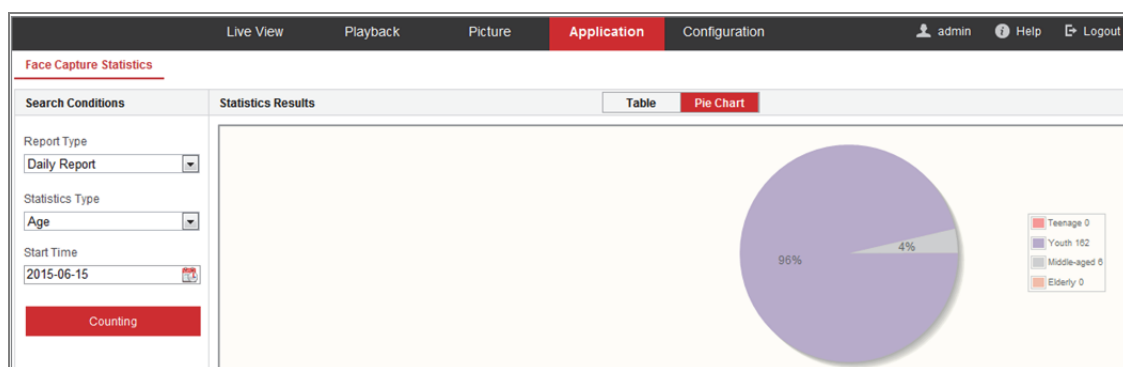 Live View Playback Picture Application Configuration admin Help Logout
Face Capture Statistics
Search Conditions Statistics Results Table Pie Chart
Report Type
Daily Report
Statistics Type
Age
Start Time
2015-06-15
Counting
96%
4%
Teenage 0
Youth 162
Middle-aged 6
Elderly 0